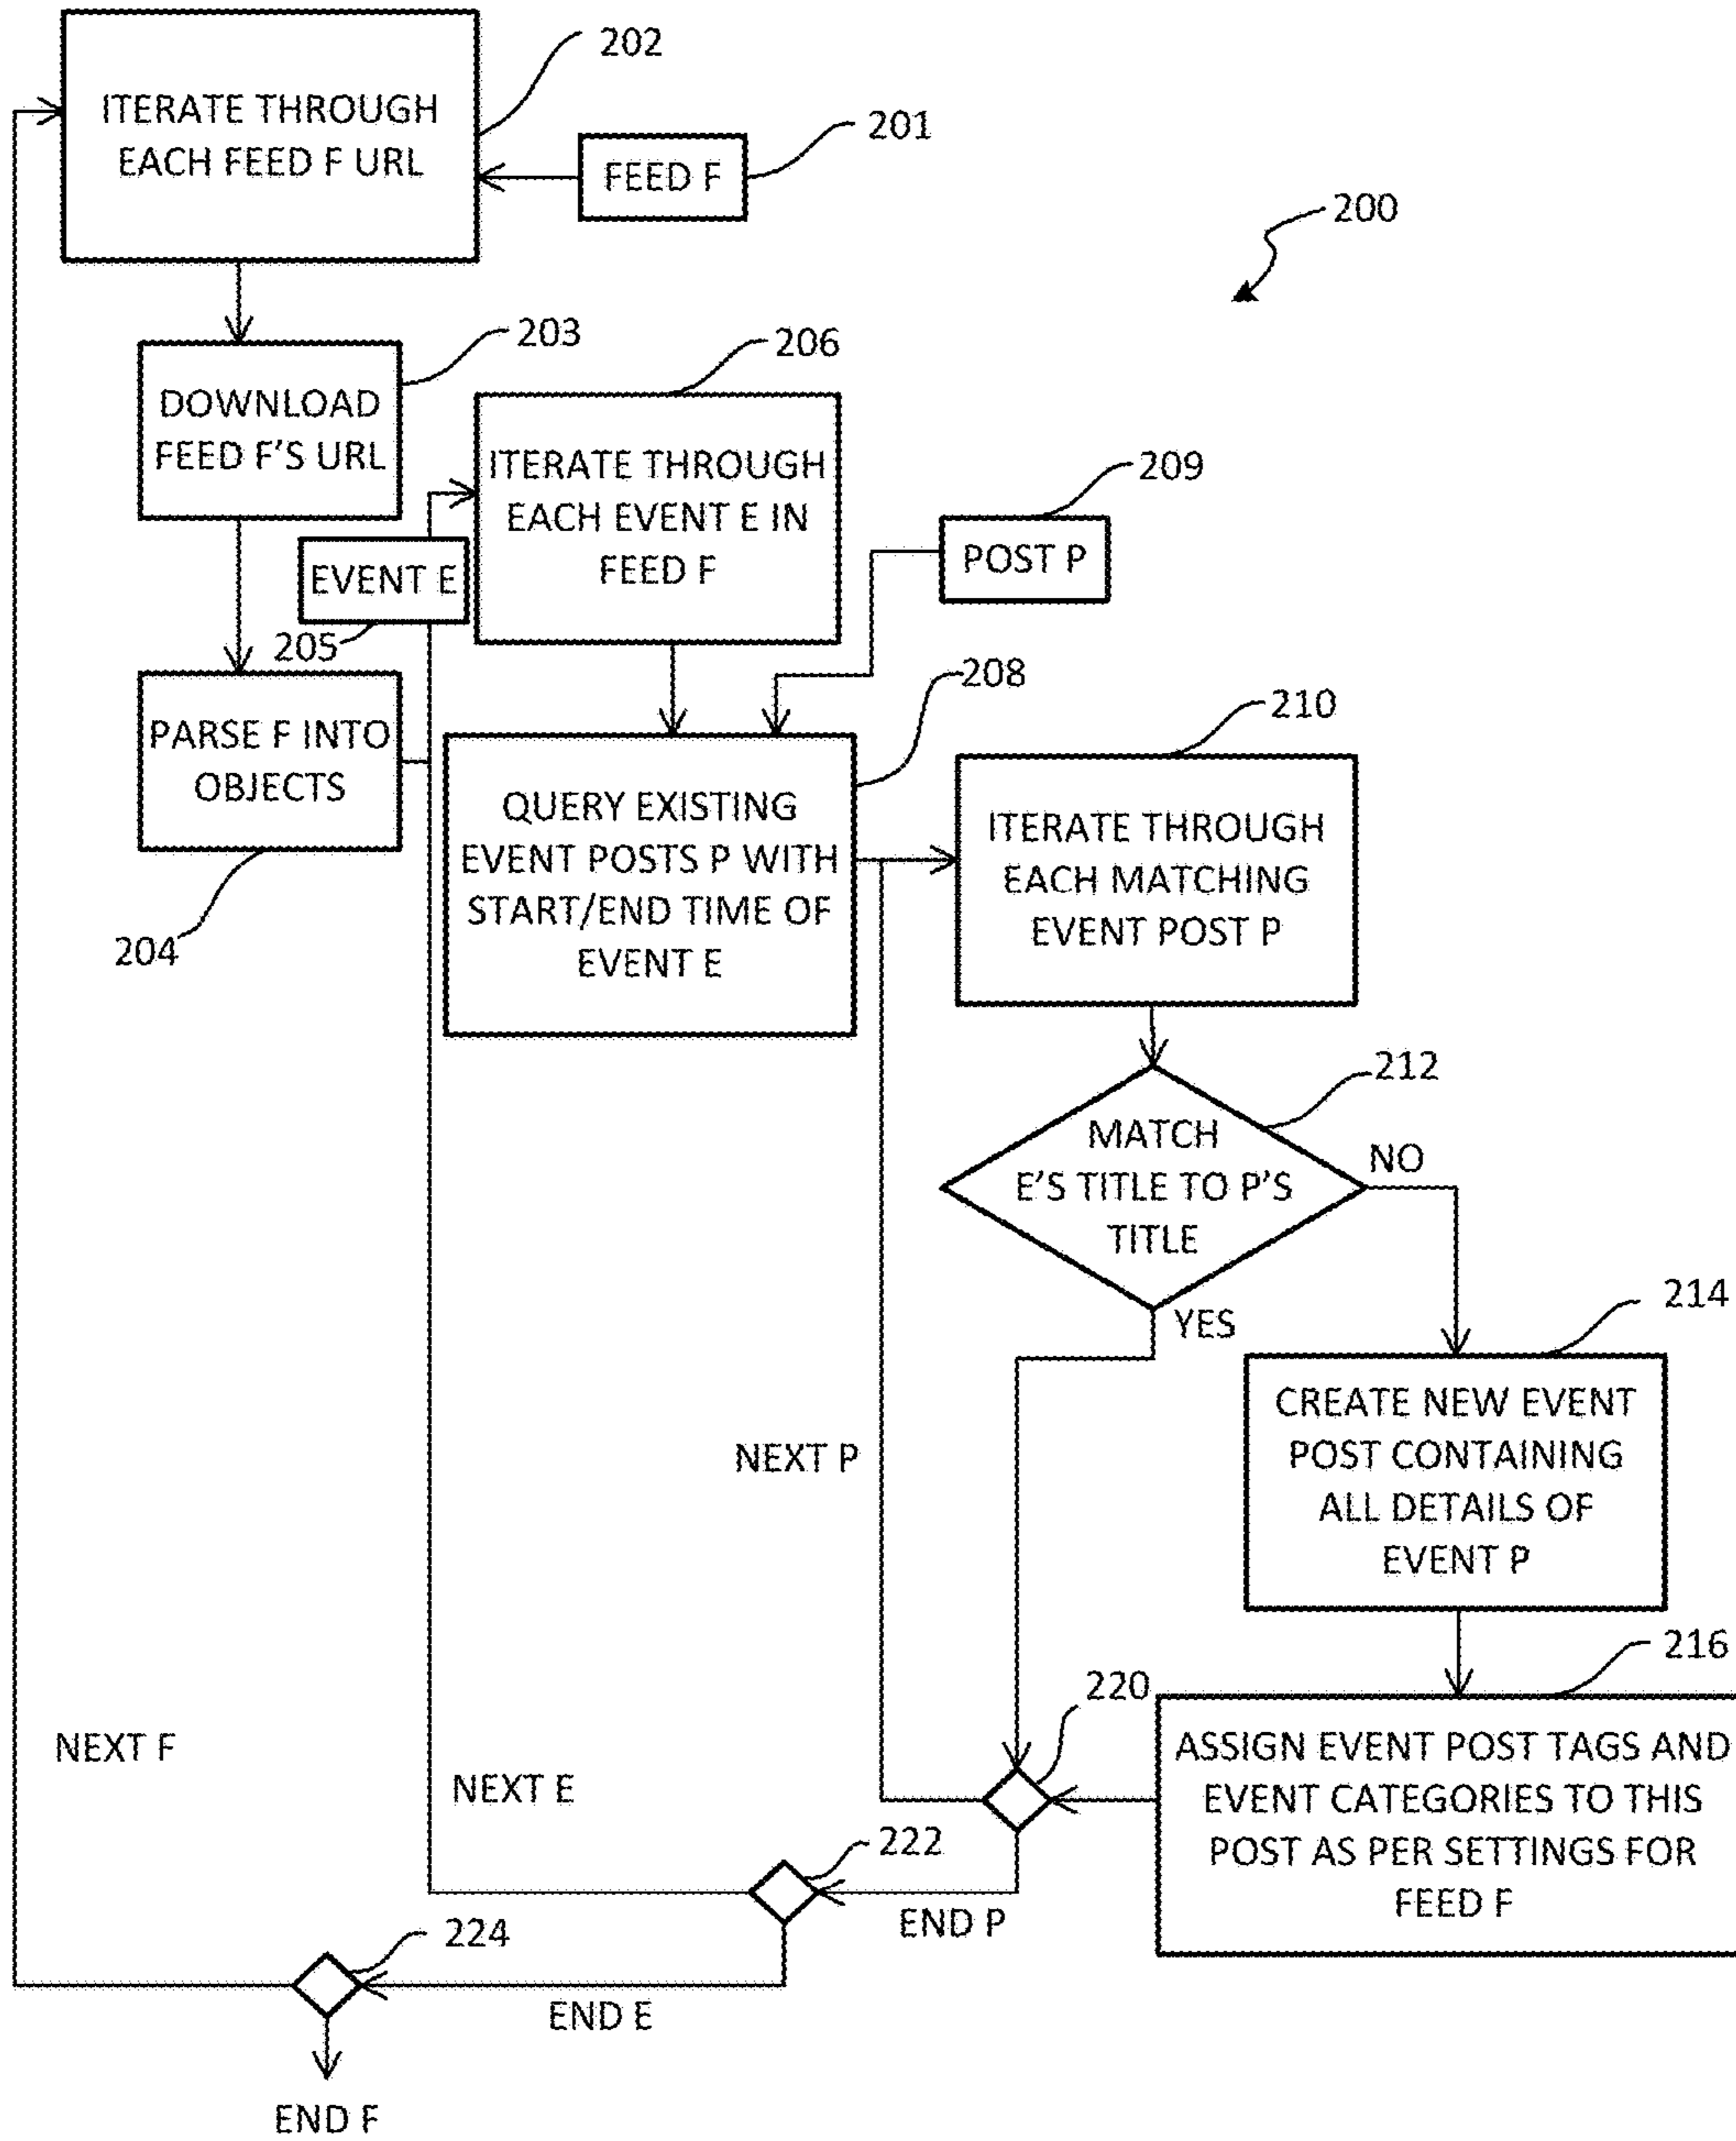 202
ITERATE THROUGH
EACH FEED F URL
201
FEED F
200
203
DOWNLOAD
FEED F'S URL
206
ITERATE THROUGH
EACH EVENT E IN
FEED F
209
POST P
EVENT E
205
204
PARSE F INTO
OBJECTS
208
QUERY EXISTING
EVENT POSTS P WITH
START/END TIME OF
EVENT E
210
ITERATE THROUGH
EACH MATCHING
EVENT POST P
212
MATCH
E'S TITLE TO P'S
TITLE
NO
YES
214
CREATE NEW EVENT
POST CONTAINING
ALL DETAILS OF
EVENT P
NEXT P
216
ASSIGN EVENT POST TAGS AND
EVENT CATEGORIES TO THIS
POST AS PER SETTINGS FOR
FEED F
220
NEXT F
NEXT E
222
END P
224
END E
END F